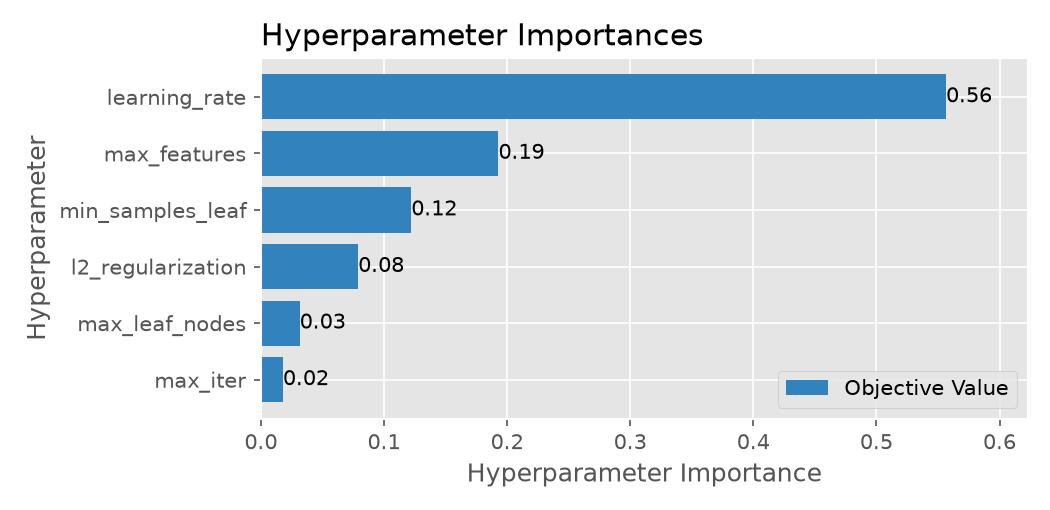 Hyperparameter Importances
Hyperparameter
learning_rate 0.56
max_features 0.19
min_samples_leaf 0.12
l2_regularization 0.08
max_leaf_nodes 0.03
max_iter 0.02
Objective Value
0.0 0.1 0.2 0.3 0.4 0.5 0.6
Hyperparameter Importance